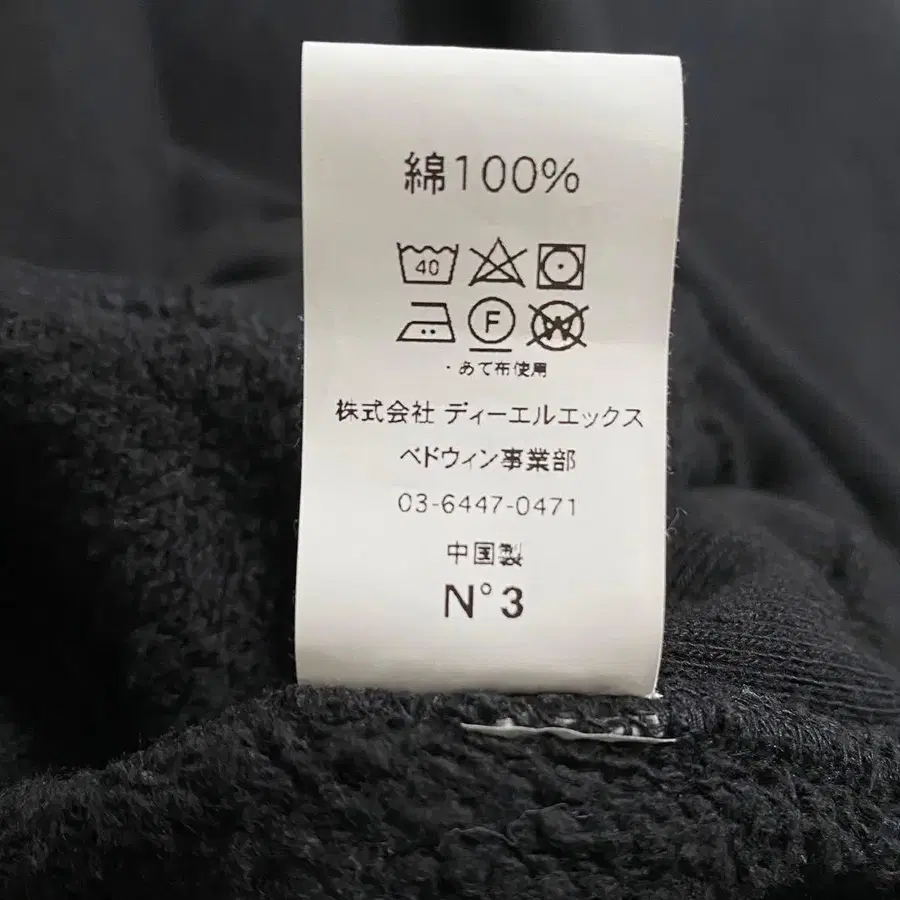 綿100%
40
F W
・あて布使用
株式会社 ディーエルエックス
ベドウィン事業部
03-6447-0471
中国製
N°3